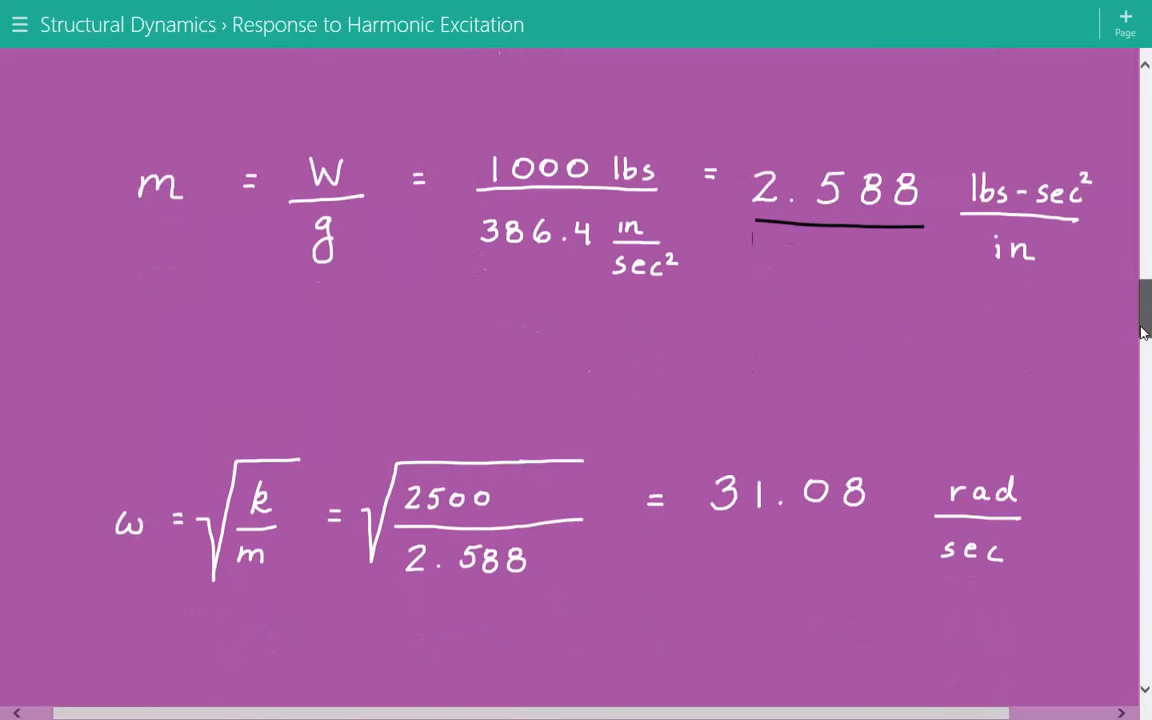 Structural Dynamics › Response to Harmonic Excitation
+
Page
m = W/g = 1000 lbs / 386.4 in/sec² = 2.588 lbs-sec²/in
ω = √(k/m) = √(2500/2.588) = 31.08 rad/sec